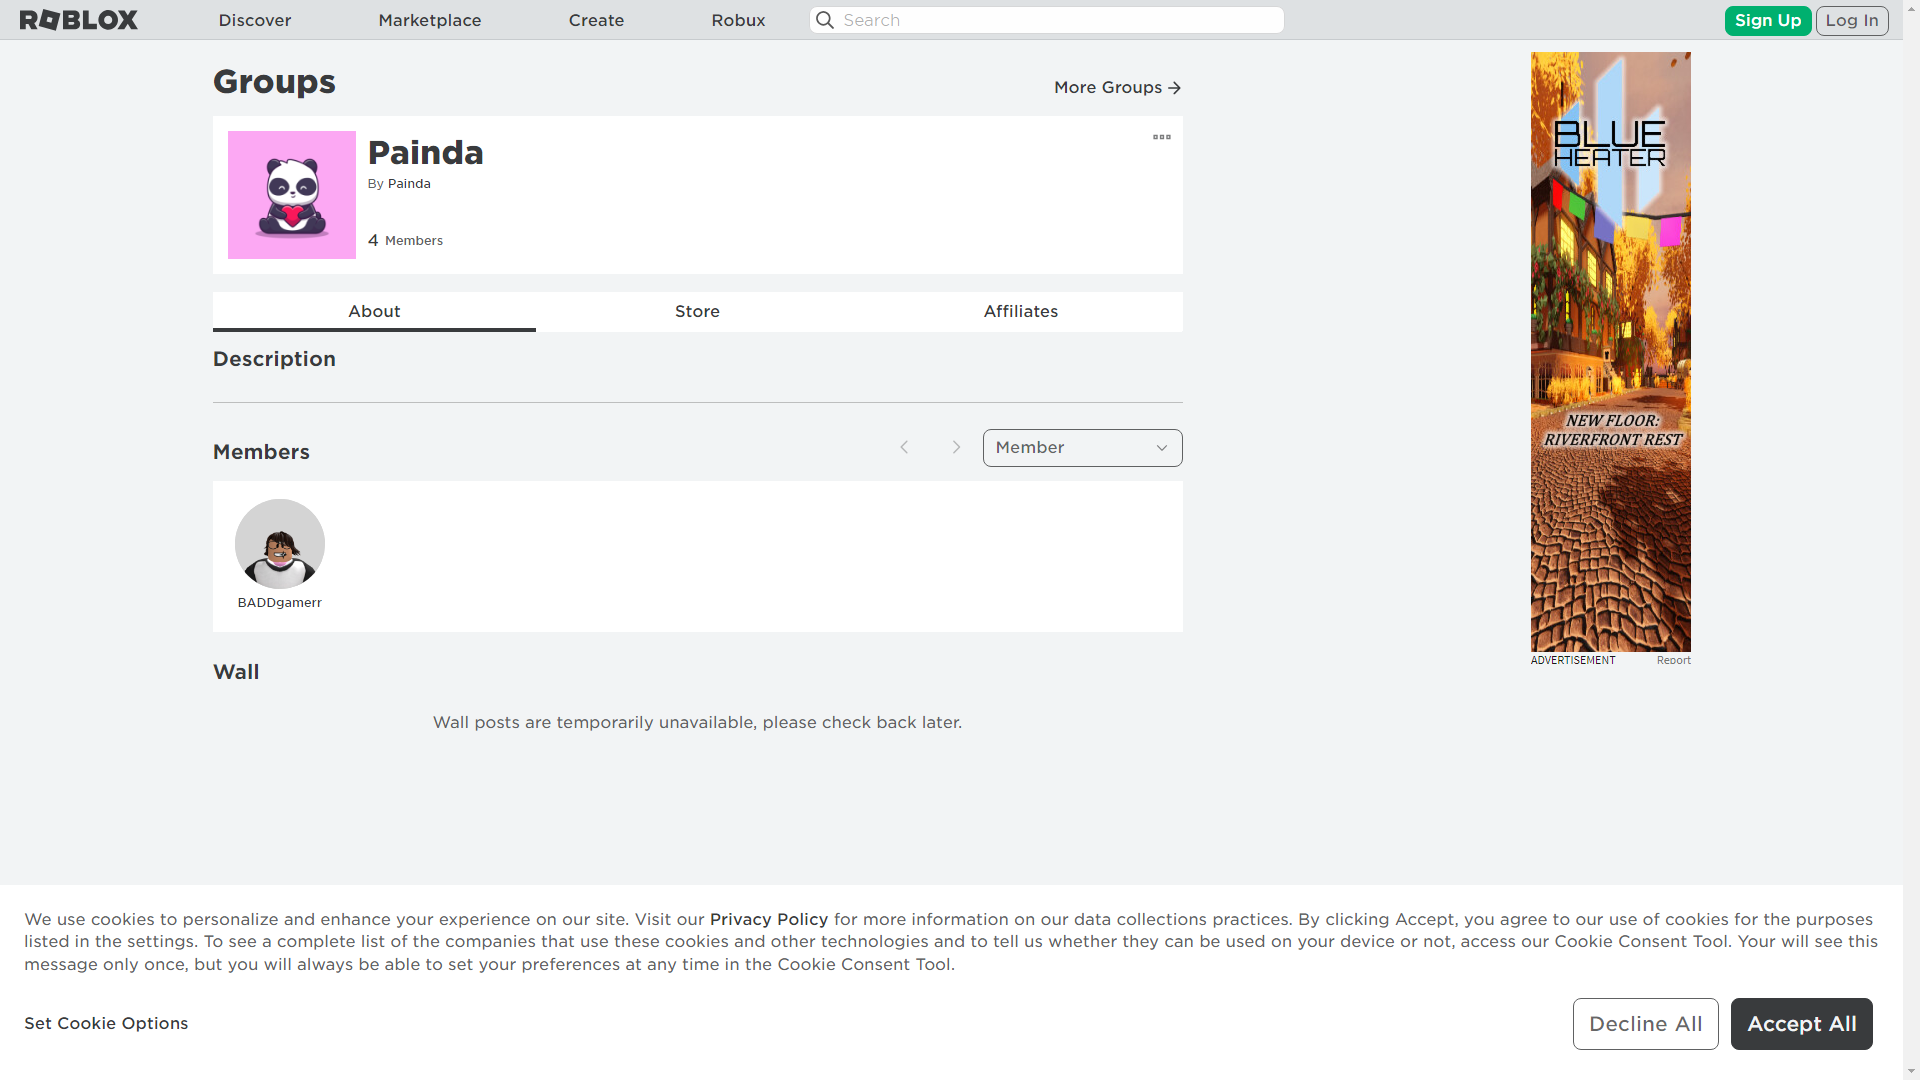 ROBLOX
Discover
Marketplace
Create
Robux
Search
Sign Up
Log In
Groups
More Groups
Painda
By Painda
4 Members
About
Store
Affiliates
Description
Members
Member
BADDgamerr
Wall
Wall posts are temporarily unavailable, please check back later.
BLUE
HEATER
NEW FLOOR:
RIVERFRONT REST
ADVERTISEMENT
Report
We use cookies to personalize and enhance your experience on our site. Visit our Privacy Policy for more information on our data collections practices. By clicking Accept, you agree to our use of cookies for the purposes
listed in the settings. To see a complete list of the companies that use these cookies and other technologies and to tell us whether they can be used on your device or not, access our Cookie Consent Tool. Your will see this
message only once, but you will always be able to set your preferences at any time in the Cookie Consent Tool.
Set Cookie Options
Decline All
Accept All